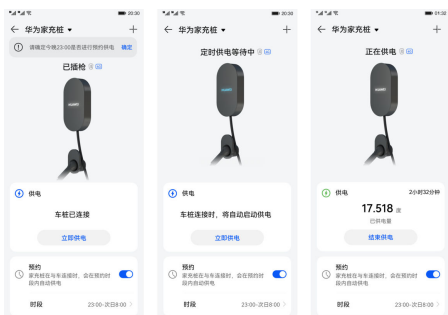 20:30
华为家充桩
请确定今晚23:00是否进行预约供电 确定
已插枪
HUAWEI
供电
车桩已连接
立即供电
预约
家充桩在与车连接时，会在预约时
段内自动供电
时段 23:00-次日8:00
20:30
华为家充桩
定时供电等待中
HUAWEI
供电
车桩连接时，将自动启动供电
立即供电
预约
家充桩在与车连接时，会在预约时
段内自动供电
时段 23:00-次日8:00
01:32
华为家充桩
正在供电
HUAWEI
供电 2小时32分钟
17.518 度
已供电量
结束供电
预约
家充桩在与车连接时，会在预约时
段内自动供电
时段 23:00-次日8:00